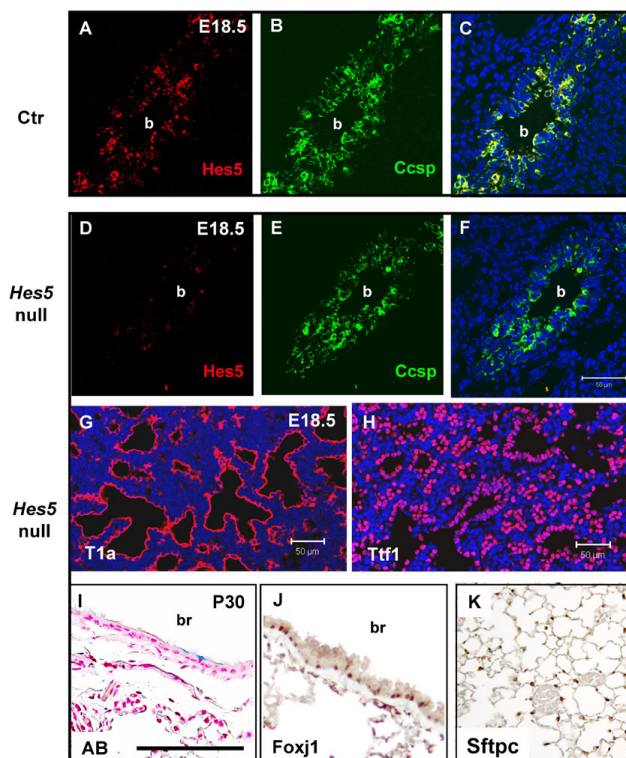 A
E18.5
B
C
Ctr
b
b
b
Hes5
Ccsp
D
E18.5
E
F
Hes5
null
b
b
b
Hes5
Ccsp
50 µm
G
E18.5
H
Hes5
null
T1a
50 µm
Ttf1
50 µm
I
P30
J
K
br
br
AB
Foxj1
Sftpc